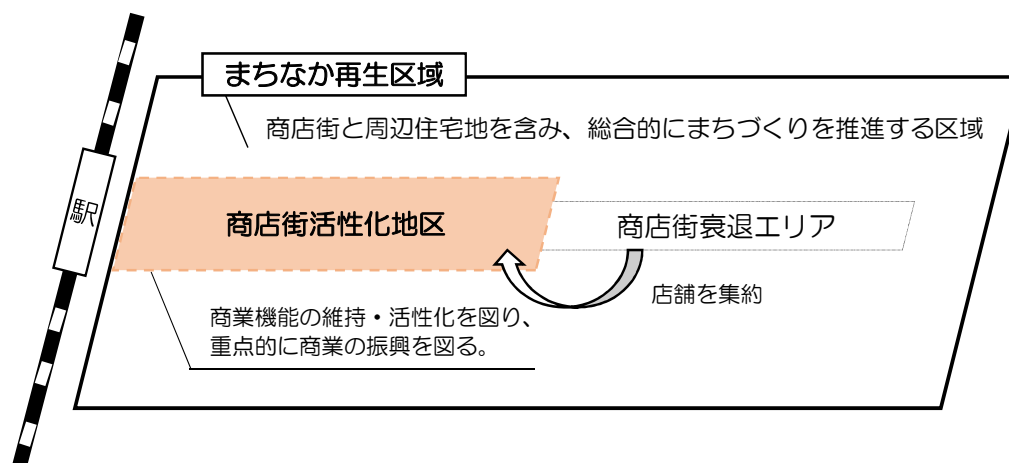 まちなか再生区域
商店街と周辺住宅地を含み、総合的にまちづくりを推進する区域
駅
商店街活性化地区
商店街衰退エリア
店舗を集約
商業機能の維持・活性化を図り、
重点的に商業の振興を図る。